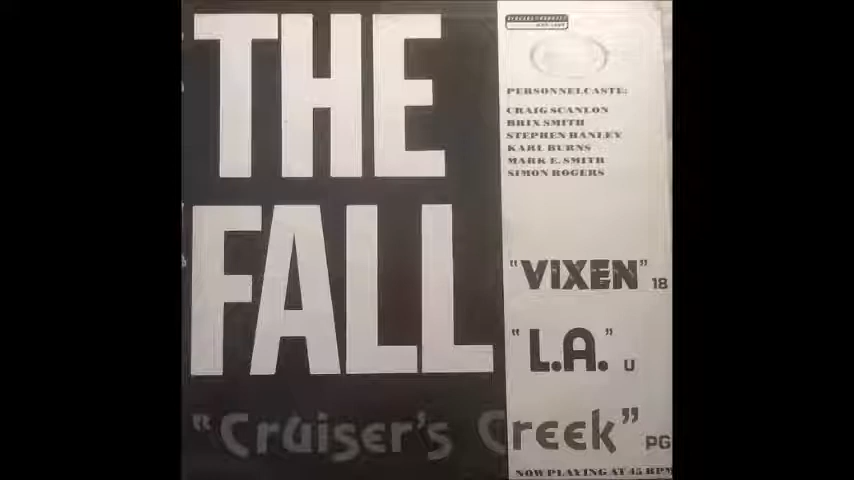 THE
FALL
"Cruiser's Creek" PG
PERSONNELCASTE:
CRAIG SCANLON
BRIX SMITH
STEPHEN HANLEY
KARL BURNS
MARK E. SMITH
SIMON ROGERS
"VIXEN" 18
"L.A." U
NOW PLAYING AT 45 RPM